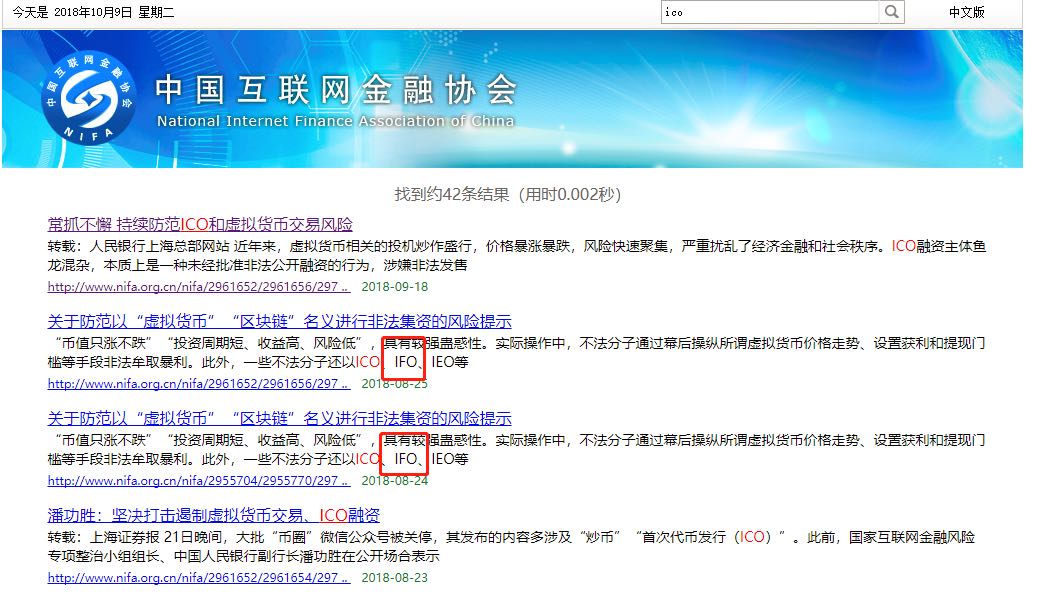 今天是 2018年10月9日 星期二
ico
中文版
中国互联网金融协会
NIFA
中国互联网金融协会
National Internet Finance Association of China
找到约42条结果（用时0.002秒）
常抓不懈 持续防范ICO和虚拟货币交易风险
转载：人民银行上海总部网站 近年来，虚拟货币相关的投机炒作盛行，价格暴涨暴跌，风险快速聚集，严重扰乱了经济金融和社会秩序。ICO融资主体鱼
龙混杂，本质上是一种未经批准非法公开融资的行为，涉嫌非法发售
http://www.nifa.org.cn/nifa/2961652/2961656/297 .. 2018-09-18
关于防范以“虚拟货币”“区块链”名义进行非法集资的风险提示
“币值只涨不跌”“投资周期短、收益高、风险低”，具有较强蛊惑性。实际操作中，不法分子通过幕后操纵所谓虚拟货币价格走势、设置获利和提现门
槛等手段非法牟取暴利。此外，一些不法分子还以ICO、IFO、IEO等
http://www.nifa.org.cn/nifa/2961652/2961656/297 .. 2018-08-25
关于防范以“虚拟货币”“区块链”名义进行非法集资的风险提示
“币值只涨不跌”“投资周期短、收益高、风险低”，具有较强蛊惑性。实际操作中，不法分子通过幕后操纵所谓虚拟货币价格走势、设置获利和提现门
槛等手段非法牟取暴利。此外，一些不法分子还以ICO、IFO、IEO等
http://www.nifa.org.cn/nifa/2955704/2955770/297 .. 2018-08-24
潘功胜：坚决打击遏制虚拟货币交易、ICO融资
转载：上海证券报 21日晚间，大批“币圈”微信公众号被关停，其发布的内容多涉及“炒币”“首次代币发行（ICO）”。此前，国家互联网金融风险
专项整治小组组长、中国人民银行副行长潘功胜在公开场合表示
http://www.nifa.org.cn/nifa/2961652/2961654/297 .. 2018-08-23